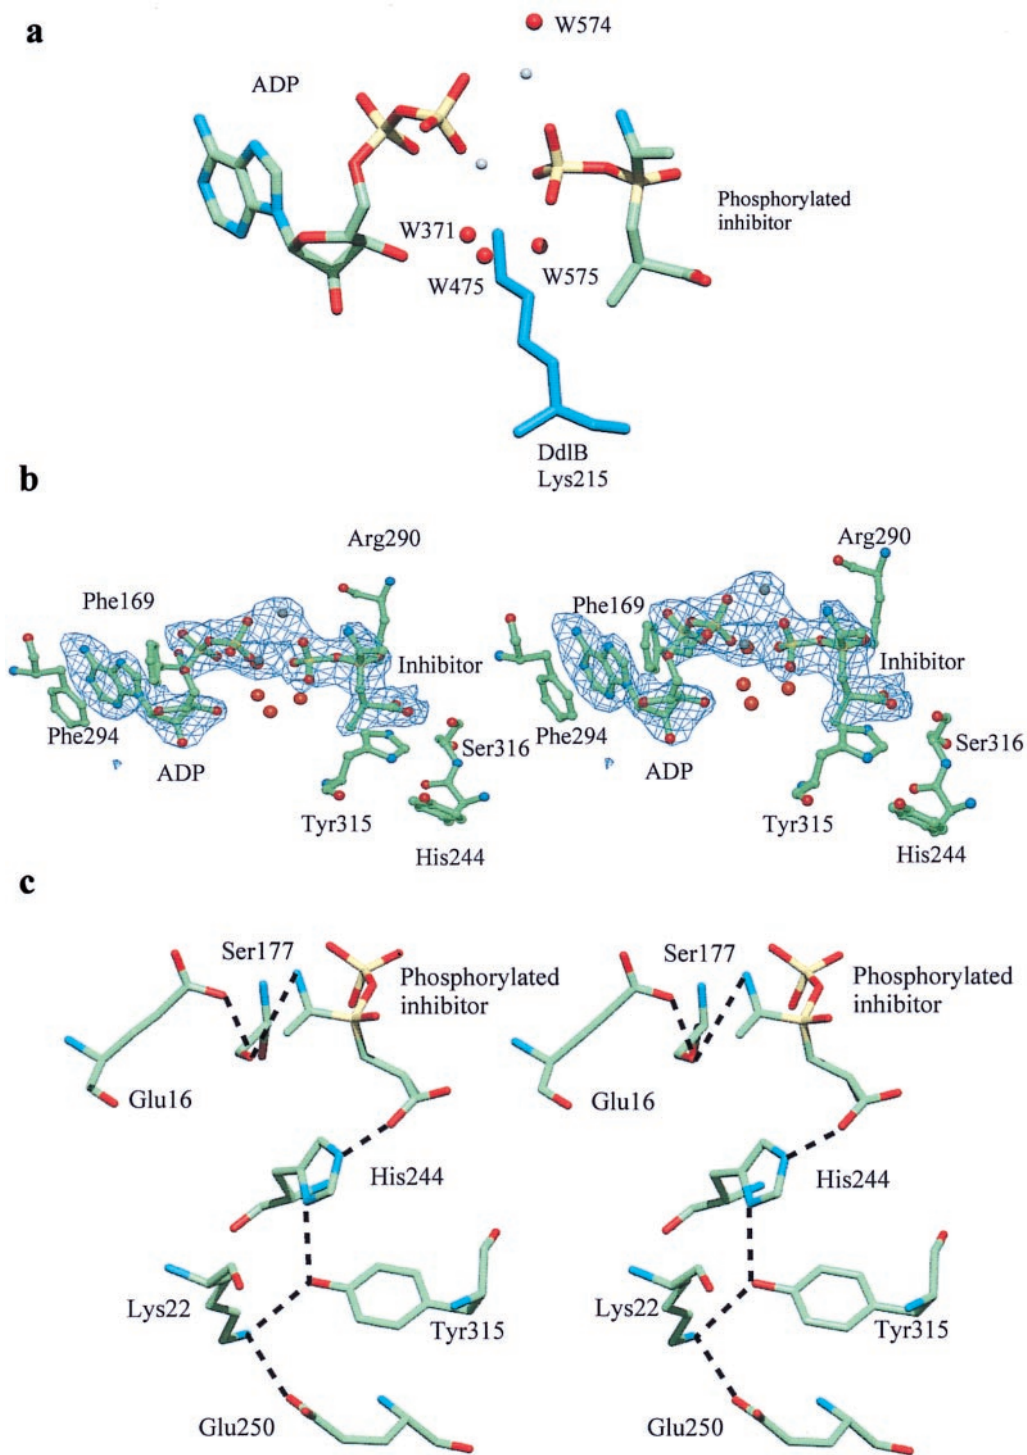 a
W574
ADP
Phosphorylated
inhibitor
W371
W475
W575
DdlB
Lys215
b
Arg290
Arg290
Phe169
Phe169
Inhibitor
Inhibitor
Phe294
Phe294
Ser316
Ser316
ADP
ADP
Tyr315
Tyr315
His244
His244
c
Ser177
Ser177
Phosphorylated
inhibitor
Phosphorylated
inhibitor
Glu16
Glu16
His244
His244
Lys22
Lys22
Tyr315
Tyr315
Glu250
Glu250